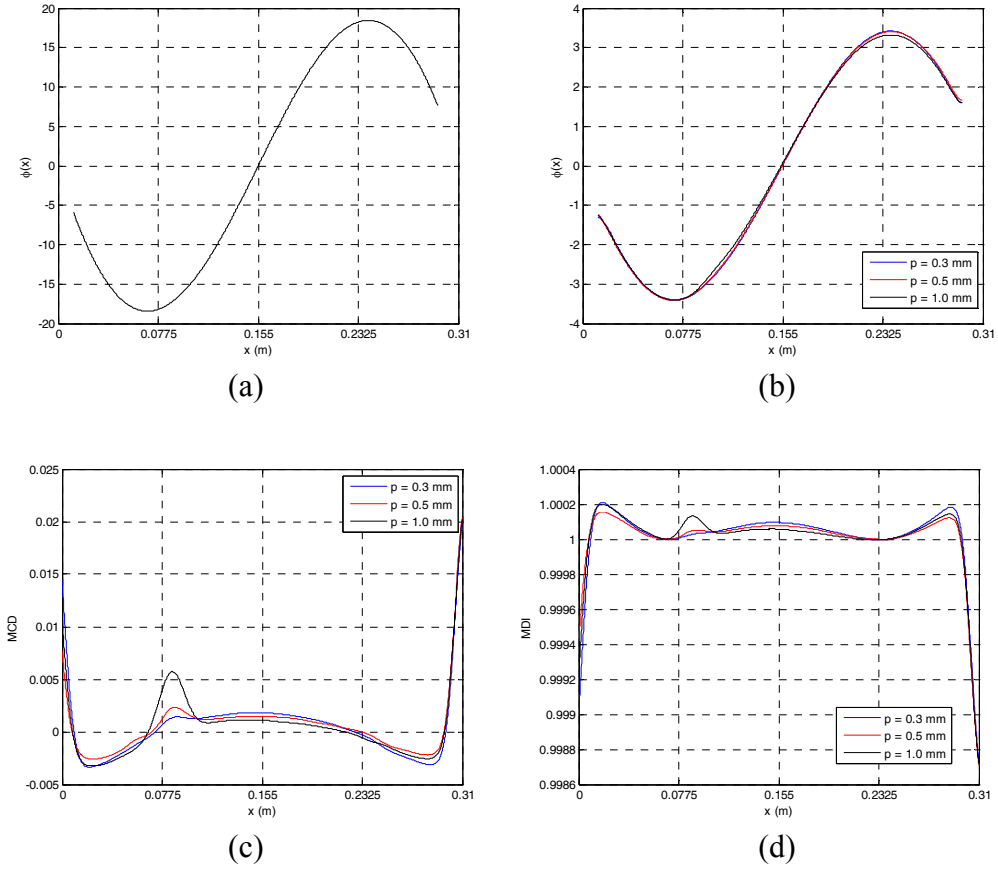 20
15
10
5
0
-5
-10
-15
-20
ϕ(x)
0
0.0775
0.155
0.2325
0.31
x (m)
(a)
4
3
2
1
0
-1
-2
-3
-4
ϕ(x)
p = 0.3 mm
p = 0.5 mm
p = 1.0 mm
0
0.0775
0.155
0.2325
0.31
x (m)
(b)
0.025
0.02
0.015
0.01
0.005
0
-0.005
MCD
p = 0.3 mm
p = 0.5 mm
p = 1.0 mm
0
0.0775
0.155
0.2325
0.31
x (m)
(c)
1.0004
1.0002
1
0.9998
0.9996
0.9994
0.9992
0.999
0.9988
0.9986
MDI
p = 0.3 mm
p = 0.5 mm
p = 1.0 mm
0
0.0775
0.155
0.2325
0.31
x (m)
(d)